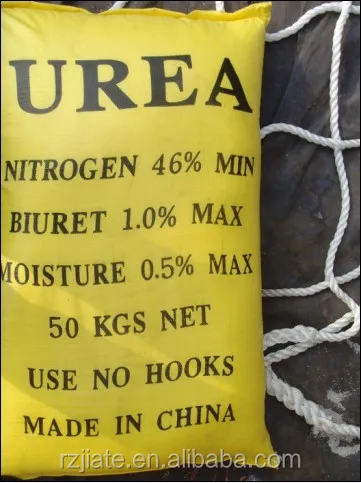 UREA
NITROGEN 46% MIN
BIURET 1.0% MAX
MOISTURE 0.5% MAX
50 KGS NET
USE NO HOOKS
MADE IN CHINA
rzjiate.en.alibaba.com